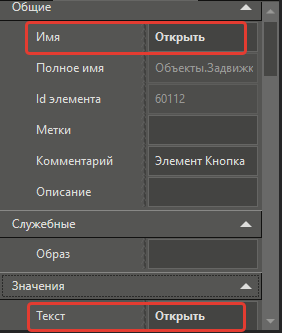 Общие
Имя Открыть
Полное имя Объекты.Задвижк
Id элемента 60112
Метки
Комментарий Элемент Кнопка
Описание
Служебные
Образ
Значения
Текст Открыть